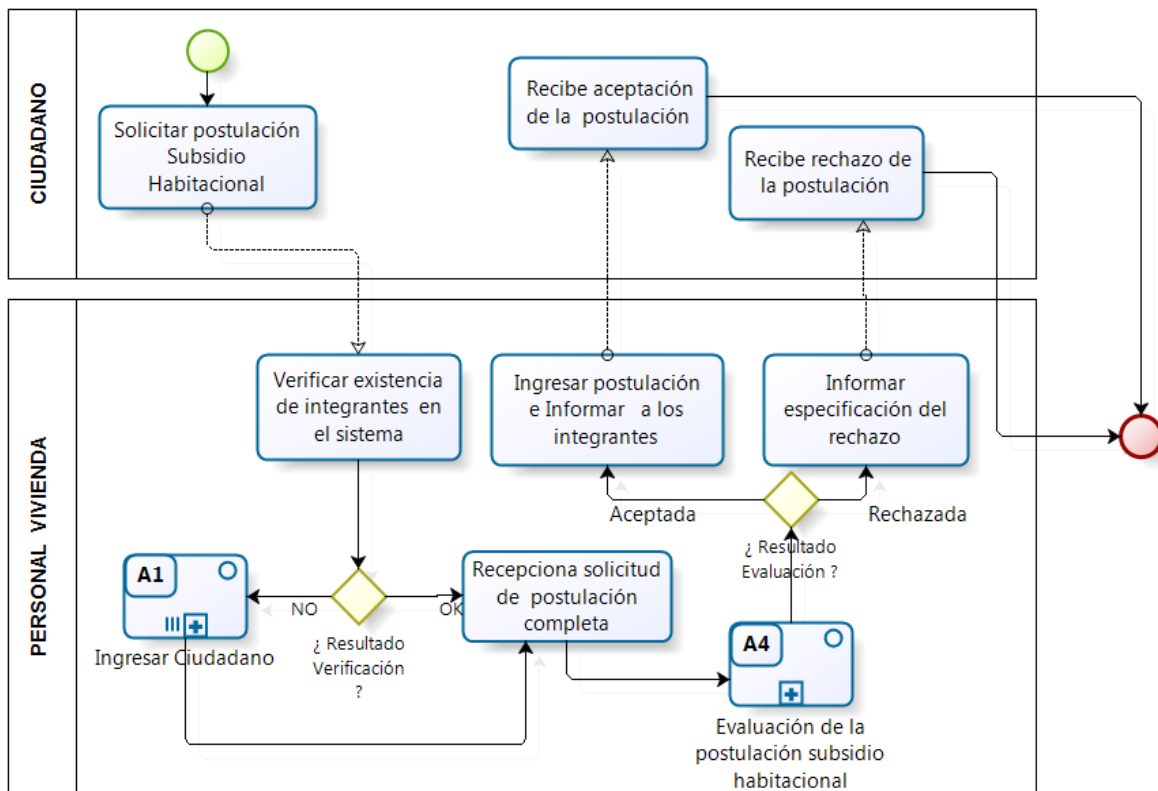 CIUDADANO
Solicitar postulación
Subsidio
Habitacional
Recibe aceptación
de la postulación
Recibe rechazo de
la postulación
PERSONAL VIVIENDA
Verificar existencia
de integrantes en
el sistema
Ingresar postulación
e Informar a los
integrantes
Informar
especificación del
rechazo
Aceptada
Rechazada
¿ Resultado
Evaluación ?
A1
Ingresar Ciudadano
NO
OK
¿ Resultado
Verificación
?
Recepciona solicitud
de postulación
completa
A4
Evaluación de la
postulación subsidio
habitacional